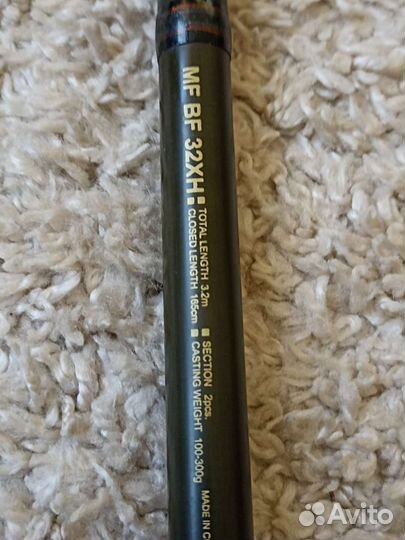 MF BF 32XH
■ TOTAL LENGTH 3.2m ■ SECTION 2pcs.
CLOSED LENGTH 165cm ■ CASTING WEIGHT 100-300g MADE IN C
Avito